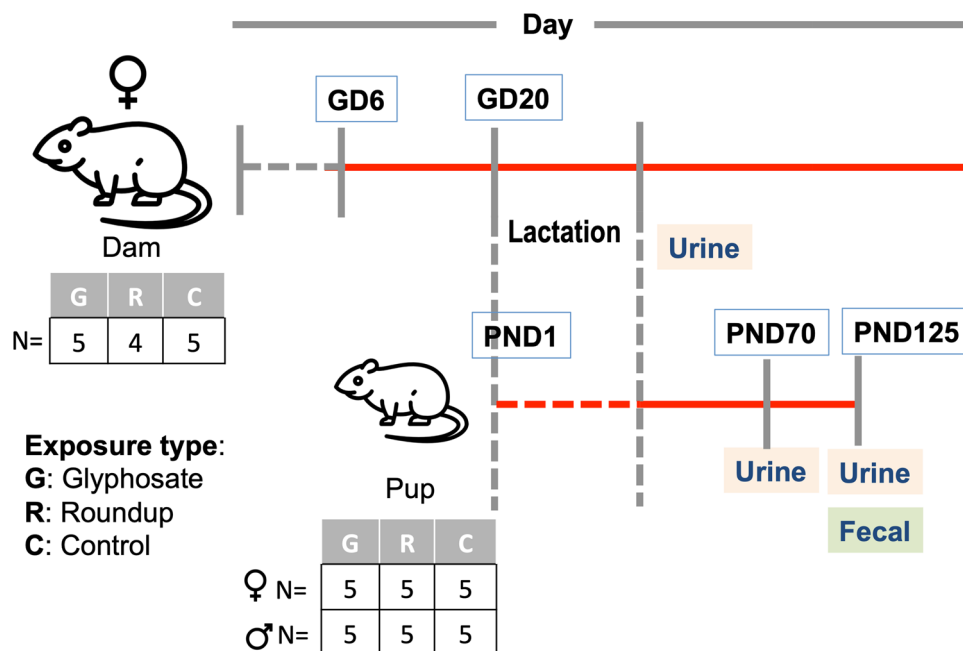 Day
GD6
GD20
Dam
G R C
N= 5 4 5
Lactation
Urine
PND1
PND70
PND125
Urine
Urine
Fecal
Exposure type:
G: Glyphosate
R: Roundup
C: Control
Pup
G R C
♀ N= 5 5 5
♂ N= 5 5 5